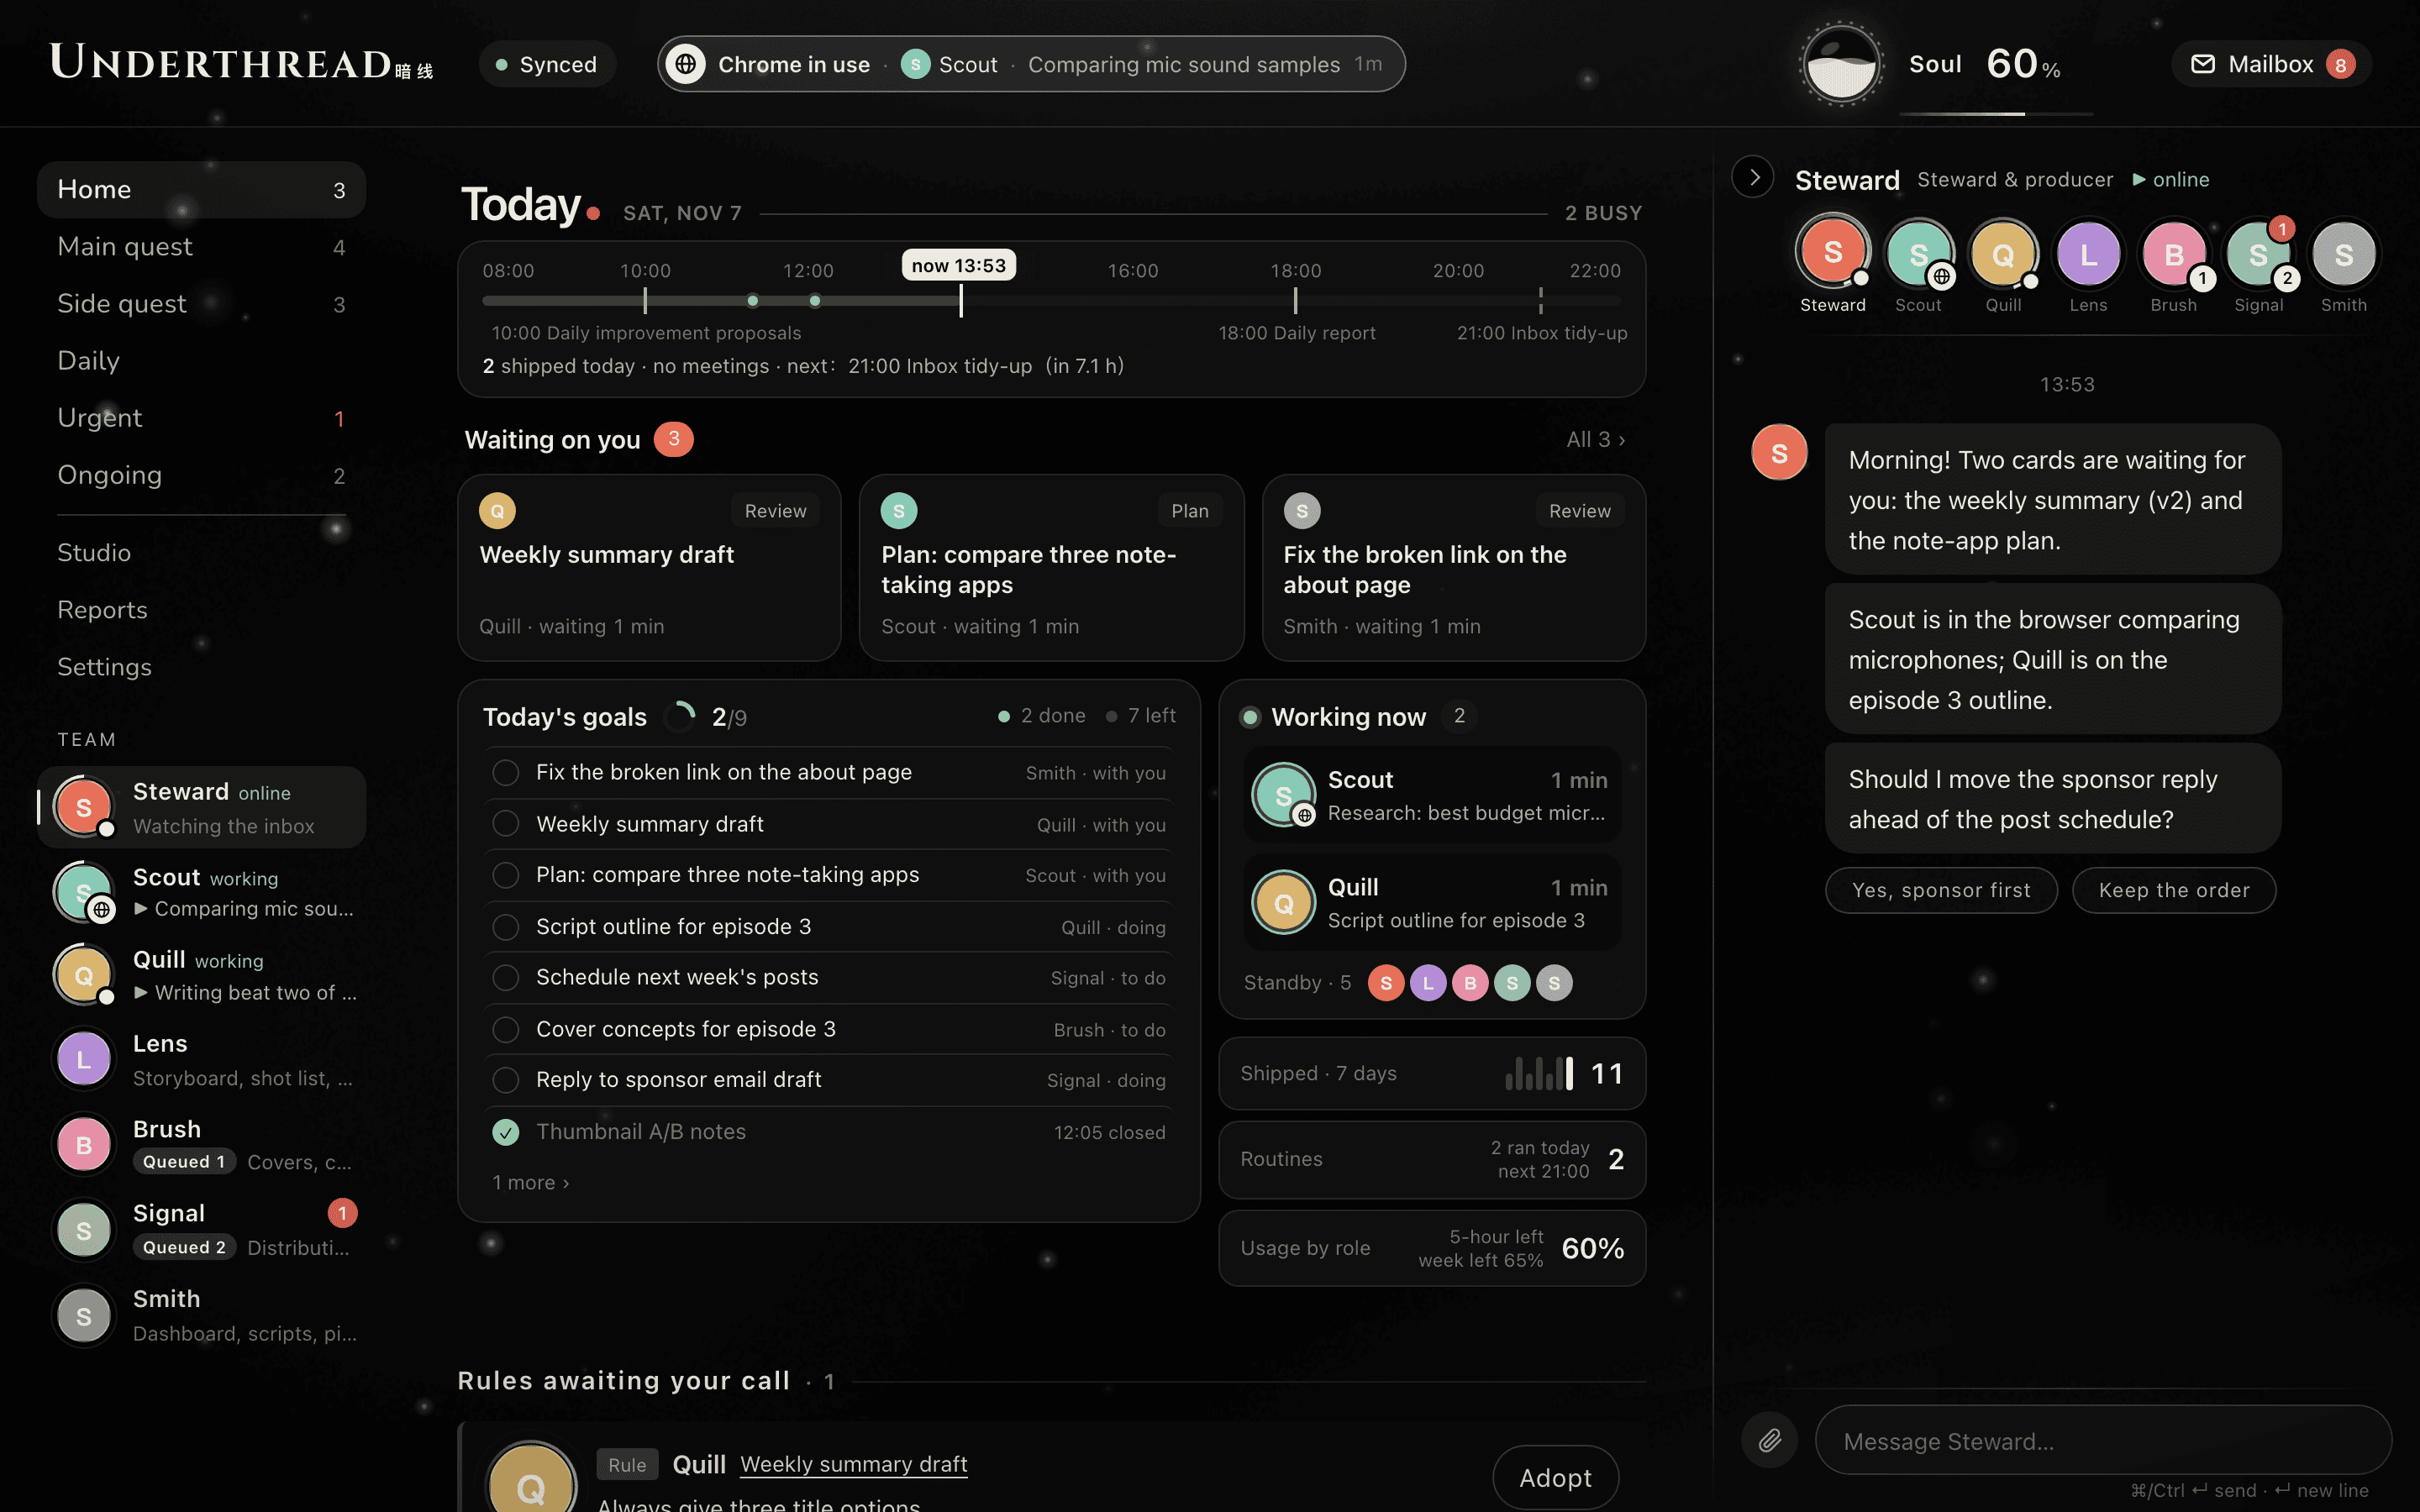 UNDERTHREAD暗线
Synced
Chrome in use · S Scout · Comparing mic sound samples 1m
Soul 60%
Mailbox 8
Home 3
Main quest 4
Side quest 3
Daily
Urgent 1
Ongoing 2
Studio
Reports
Settings
TEAM
S Steward online
Watching the inbox
S Scout working
▶ Comparing mic sou...
Q Quill working
▶ Writing beat two of ...
L Lens
Storyboard, shot list, ...
B Brush
Queued 1 Covers, c...
S Signal 1
Queued 2 Distributi...
S Smith
Dashboard, scripts, pi...
Today SAT, NOV 7 2 BUSY
08:00 10:00 12:00 now 13:53 16:00 18:00 20:00 22:00
10:00 Daily improvement proposals 18:00 Daily report 21:00 Inbox tidy-up
2 shipped today · no meetings · next: 21:00 Inbox tidy-up (in 7.1 h)
Waiting on you 3 All 3 ›
Q Review
Weekly summary draft
Quill · waiting 1 min
S Plan
Plan: compare three note-
taking apps
Scout · waiting 1 min
S Review
Fix the broken link on the
about page
Smith · waiting 1 min
Today's goals 2/9 2 done 7 left
Fix the broken link on the about page Smith · with you
Weekly summary draft Quill · with you
Plan: compare three note-taking apps Scout · with you
Script outline for episode 3 Quill · doing
Schedule next week's posts Signal · to do
Cover concepts for episode 3 Brush · to do
Reply to sponsor email draft Signal · doing
Thumbnail A/B notes 12:05 closed
1 more ›
Working now 2
S Scout 1 min
Research: best budget micr...
Q Quill 1 min
Script outline for episode 3
Standby · 5 S L B S S
Shipped · 7 days 11
Routines 2 ran today
next 21:00 2
Usage by role 5-hour left
week left 65% 60%
Rules awaiting your call · 1
Q Rule Quill Weekly summary draft
Always give three title options
Adopt
Steward Steward & producer ▶ online
S S Q L B 1 S 1 2 S
Steward Scout Quill Lens Brush Signal Smith
13:53
S
Morning! Two cards are waiting for
you: the weekly summary (v2) and
the note-app plan.
Scout is in the browser comparing
microphones; Quill is on the
episode 3 outline.
Should I move the sponsor reply
ahead of the post schedule?
Yes, sponsor first Keep the order
Message Steward...
⌘/Ctrl ↵ send · ↵ new line